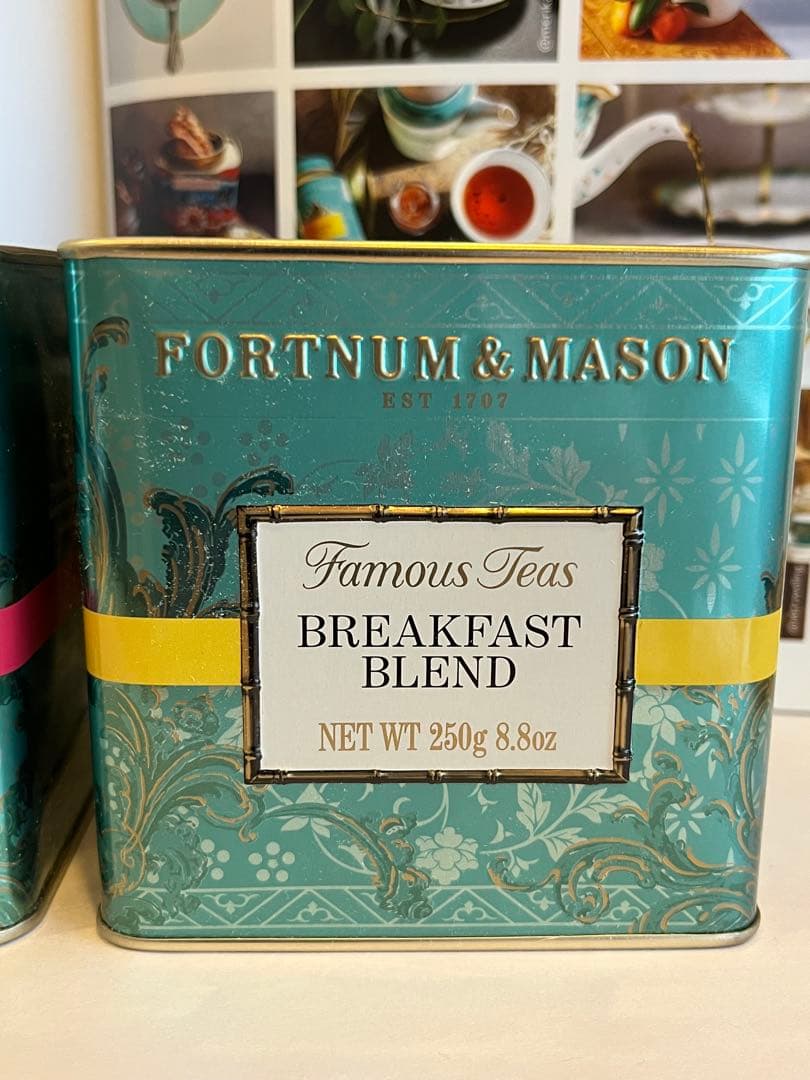 FORTNUM & MASON
EST 1707
Famous Teas
BREAKFAST
BLEND
NET WT 250g 8.8oz